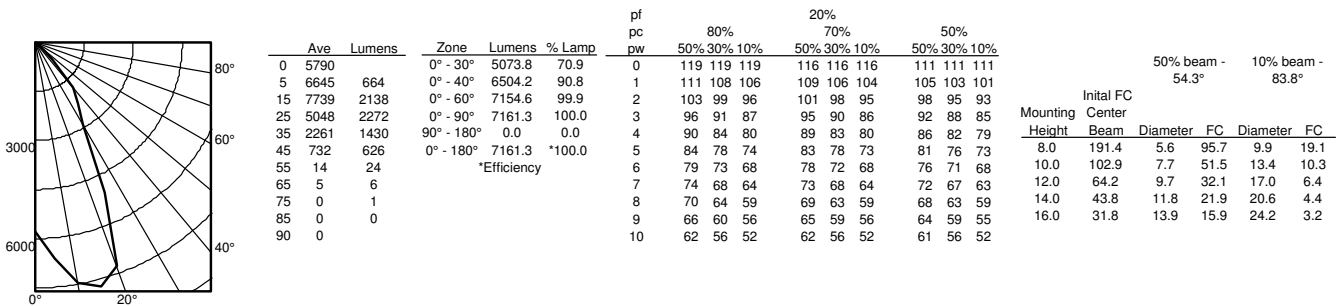 80°
60°
40°
20°
0°
3000
6000
Ave Lumens
0 5790
5 6645 664
15 7739 2138
25 5048 2272
35 2261 1430
45 732 626
55 14 24
65 5 6
75 0 1
85 0 0
90 0
Zone Lumens % Lamp
0° - 30° 5073.8 70.9
0° - 40° 6504.2 90.8
0° - 60° 7154.6 99.9
0° - 90° 7161.3 100.0
90° - 180° 0.0 0.0
0° - 180° 7161.3 *100.0
*Efficiency
pf 20%
pc 80% 70% 50%
pw 50% 30% 10% 50% 30% 10% 50% 30% 10%
0 119 119 119 116 116 116 111 111 111
1 111 108 106 109 106 104 105 103 101
2 103 99 96 101 98 95 98 95 93
3 96 91 87 95 90 86 92 88 85
4 90 84 80 89 83 80 86 82 79
5 84 78 74 83 78 73 81 76 73
6 79 73 68 78 72 68 76 71 68
7 74 68 64 73 68 64 72 67 63
8 70 64 59 69 63 59 68 63 59
9 66 60 56 65 59 56 64 59 55
10 62 56 52 62 56 52 61 56 52
50% beam - 10% beam -
54.3° 83.8°
Inital FC
Mounting Center
Height Beam Diameter FC Diameter FC
8.0 191.4 5.6 95.7 9.9 19.1
10.0 102.9 7.7 51.5 13.4 10.3
12.0 64.2 9.7 32.1 17.0 6.4
14.0 43.8 11.8 21.9 20.6 4.4
16.0 31.8 13.9 15.9 24.2 3.2